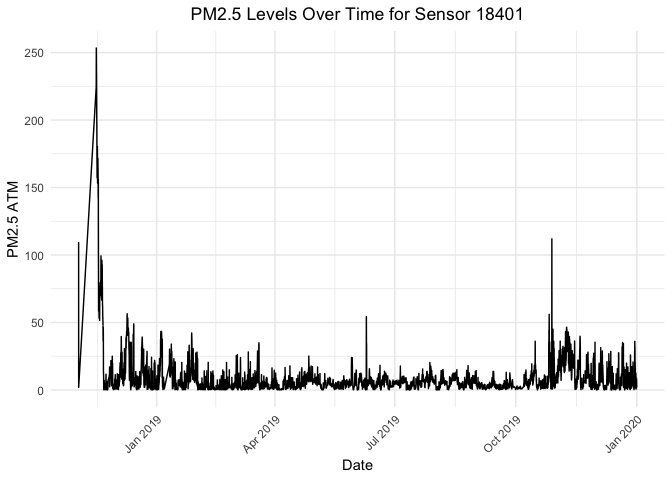 PM2.5 Levels Over Time for Sensor 18401
PM2.5 ATM
250
200
150
100
50
0
Jan 2019
Apr 2019
Jul 2019
Oct 2019
Jan 2020
Date